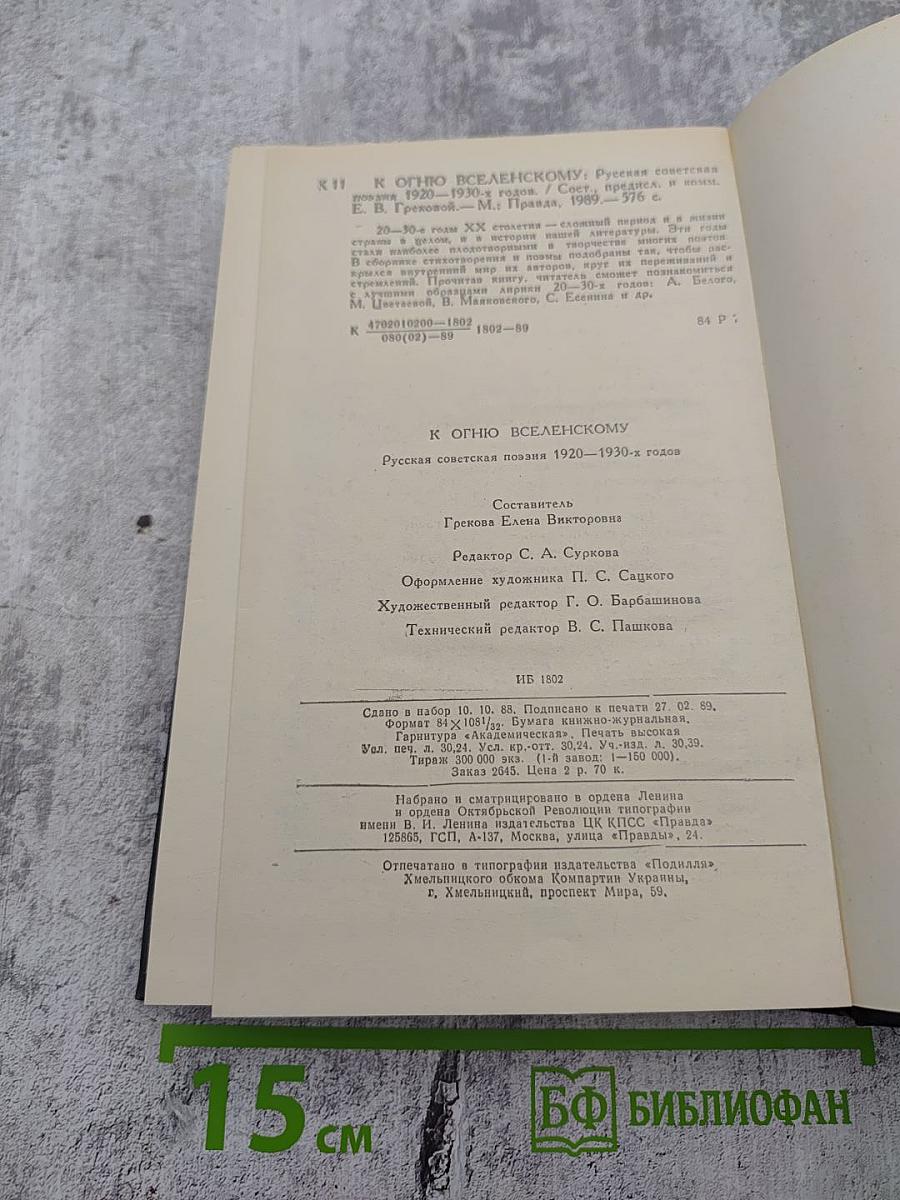 К 11 К ОГНЮ ВСЕЛЕНСКОМУ: Русская советская
поэзия 1920—1930-х годов. / Сост., предисл. и комм.
Е. В. Грековой.— М.: Правда, 1989.— 576 с.
20—30-е годы XX столетия — сложный период и в жизни
страны в целом, и в истории нашей литературы. Эти годы
стали наиболее плодотворными в творчестве многих поэтов.
В сборнике стихотворения и поэмы подобраны так, чтобы рас-
крылся внутренний мир их авторов, круг их переживаний и
стремлений. Прочитав книгу, читатель сможет познакомиться
с лучшими образцами лирики 20—30-х годов: А. Белого,
М. Цветаевой, В. Маяковского, С. Есенина и др.
К 4702010200—1802
080(02)—89 1802—89
84 Р
К ОГНЮ ВСЕЛЕНСКОМУ
Русская советская поэзия 1920—1930-х годов
Составитель
Грекова Елена Викторовна
Редактор С. А. Суркова
Оформление художника П. С. Сацкого
Художественный редактор Г. О. Барбашинова
Технический редактор В. С. Пашкова
ИБ 1802
Сдано в набор 10. 10. 88. Подписано к печати 27. 02. 89.
Формат 84×108¹/₃₂. Бумага книжно-журнальная.
Гарнитура «Академическая». Печать высокая
Усл. печ. л. 30,24. Усл. кр.-отт. 30,24. Уч.-изд. л. 30,39.
Тираж 300 000 экз. (1-й завод: 1—150 000).
Заказ 2645. Цена 2 р. 70 к.
Набрано и сматрицировано в ордена Ленина
и ордена Октябрьской Революции типографии
имени В. И. Ленина издательства ЦК КПСС «Правда»
125865, ГСП, А-137, Москва, улица «Правды», 24.
Отпечатано в типографии издательства «Подилля»
Хмельницкого обкома Компартии Украины,
г. Хмельницкий, проспект Мира, 59.
15 см
БФ БИБЛИОФАН